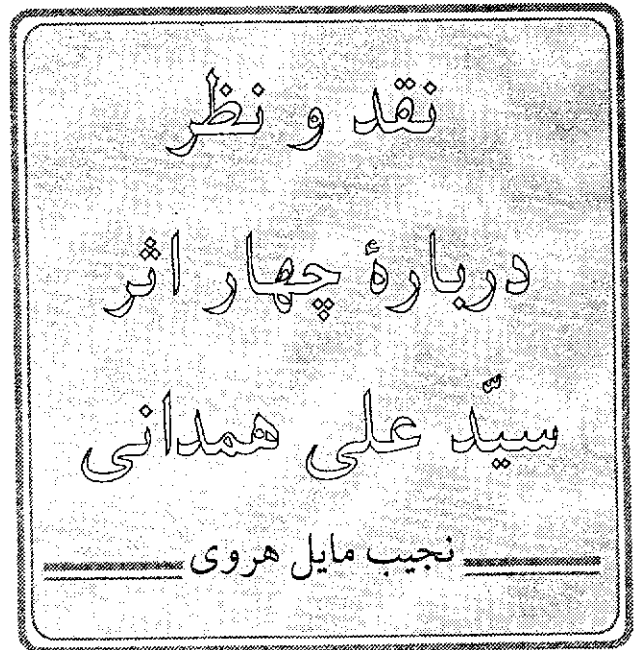 نقد و نظر
دربارهٔ چهار اثر
سیّد علی همدانی
نجیب مایل هروی